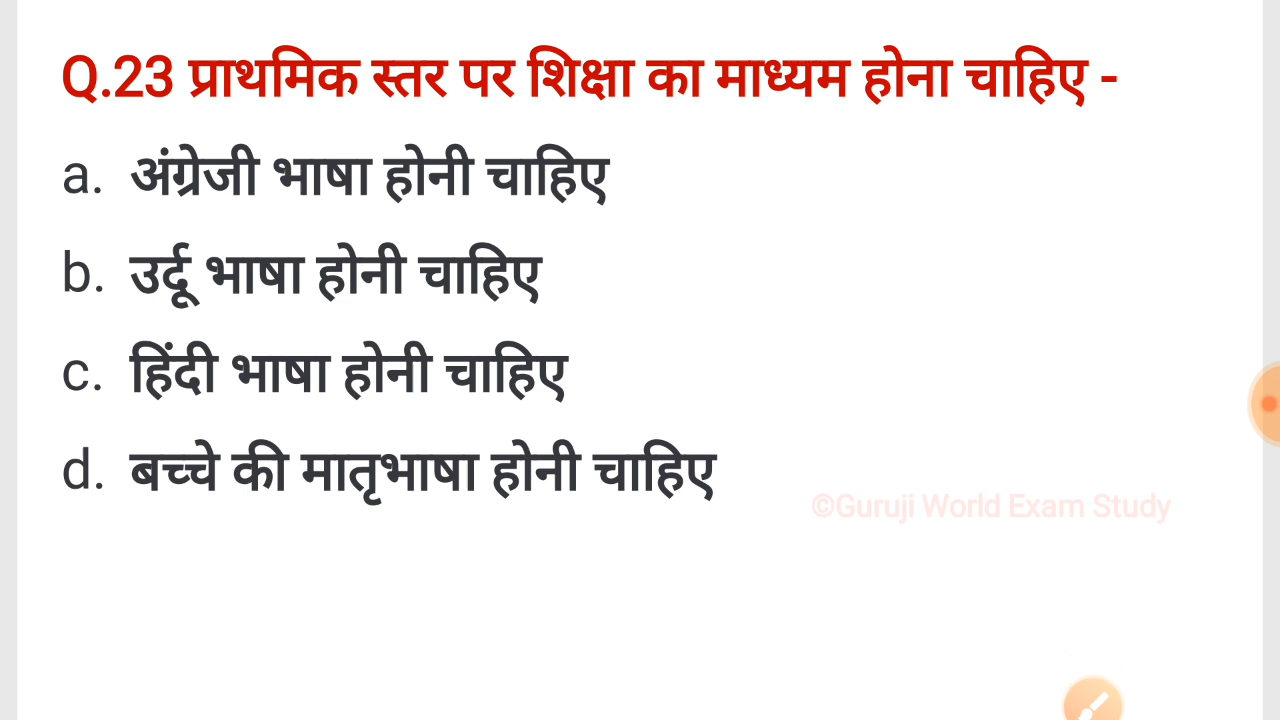 Q.23 प्राथमिक स्तर पर शिक्षा का माध्यम होना चाहिए -
a. अंग्रेजी भाषा होनी चाहिए
b. उर्दू भाषा होनी चाहिए
c. हिंदी भाषा होनी चाहिए
d. बच्चे की मातृभाषा होनी चाहिए
©Guruji World Exam Study